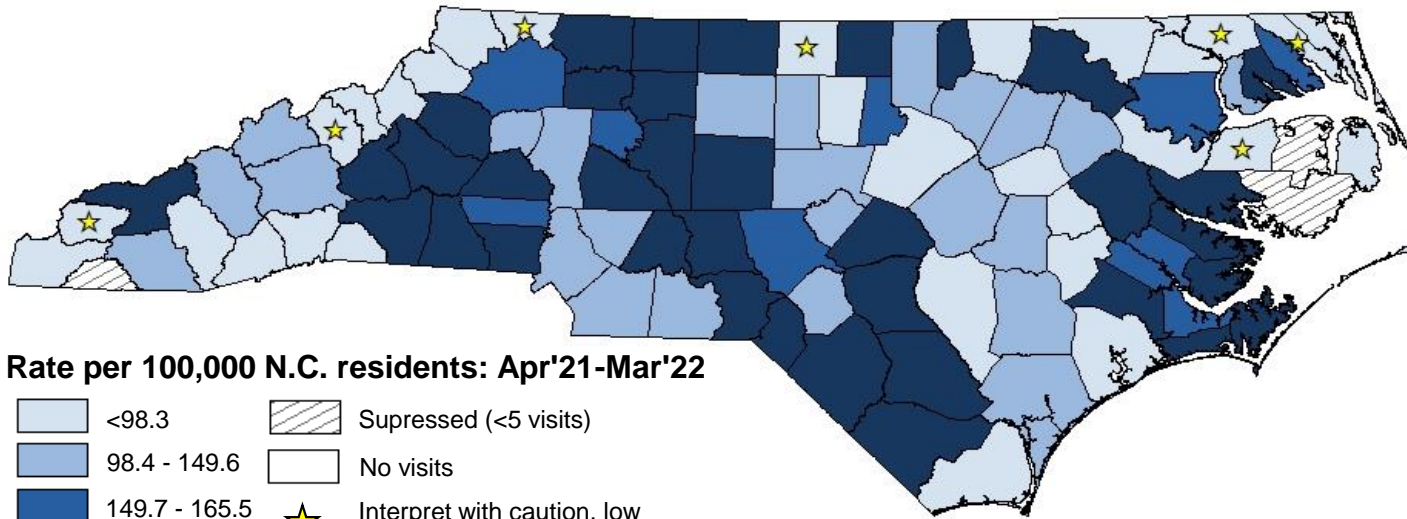 Rate per 100,000 N.C. residents: Apr'21-Mar'22
<98.3
Supressed (<5 visits)
98.4 - 149.6
No visits
149.7 - 165.5
Interpret with caution, low